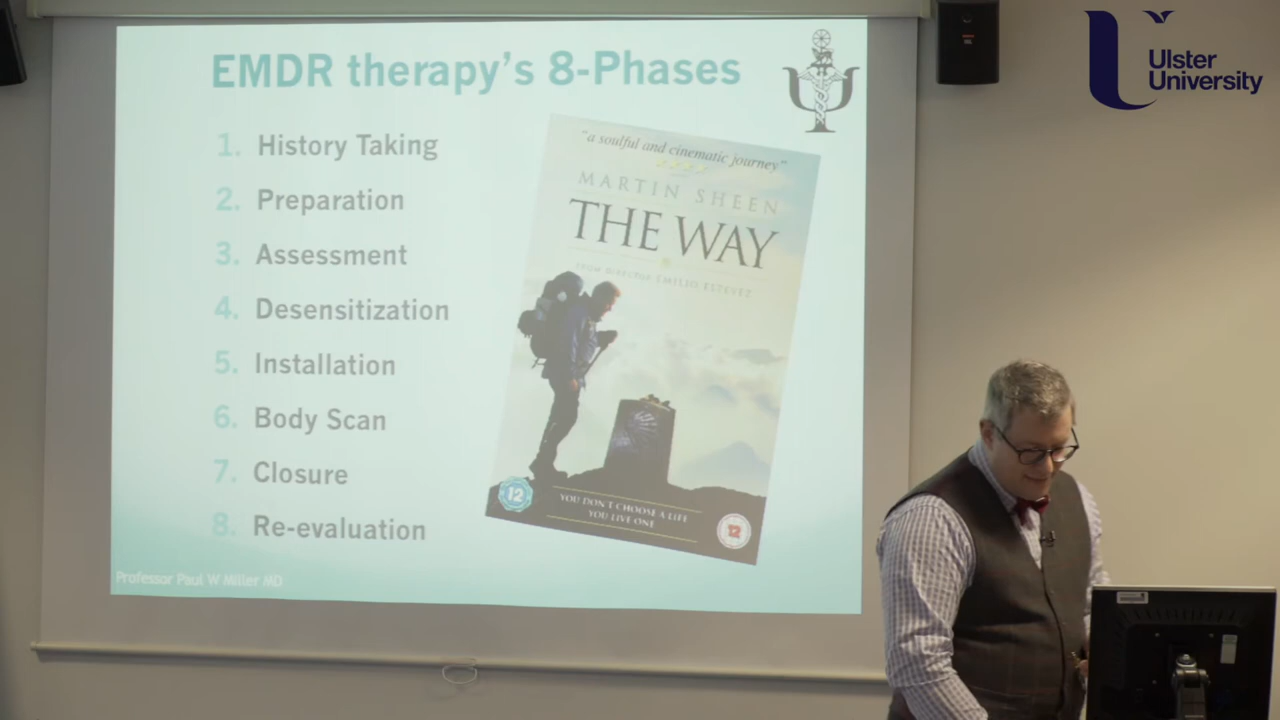 EMDR therapy's 8-Phases
1. History Taking
2. Preparation
3. Assessment
4. Desensitization
5. Installation
6. Body Scan
7. Closure
8. Re-evaluation
Professor Paul W Miller MD
"a soulful and cinematic journey"
MARTIN SHEEN
THE WAY
FROM DIRECTOR EMILIO ESTEVEZ
12
YOU DON'T CHOOSE A LIFE
YOU LIVE ONE
12
Ulster
University